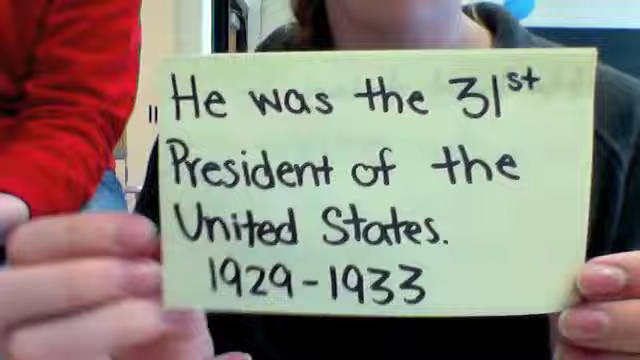 He was the 31st
President of the
United States.
1929-1933